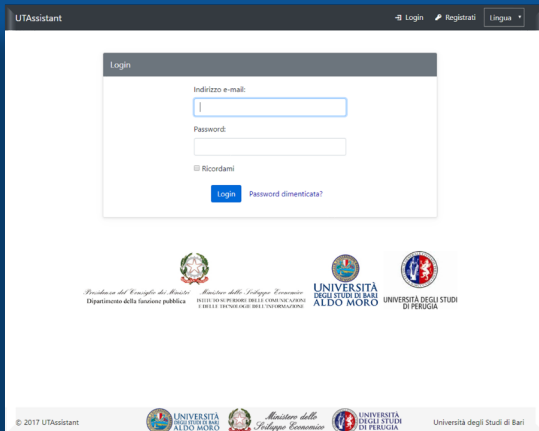 UTAssistant
Login
Registrati
Lingua
Login
Indirizzo e-mail:
Password:
Ricordami
Login
Password dimenticata?
Presidenza del Consiglio dei Ministri
Dipartimento della funzione pubblica
Ministero dello Sviluppo Economico
ISTITUTO SUPERIORE DELLE COMUNICAZIONI
E DELLE TECNOLOGIE DELL'INFORMAZIONE
UNIVERSITÀ
DEGLI STUDI DI BARI
ALDO MORO
UNIVERSITÀ DEGLI STUDI
DI PERUGIA
© 2017 UTAssistant
UNIVERSITÀ
DEGLI STUDI DI BARI
ALDO MORO
Ministero dello
Sviluppo Economico
UNIVERSITÀ
DEGLI STUDI
DI PERUGIA
Università degli Studi di Bari